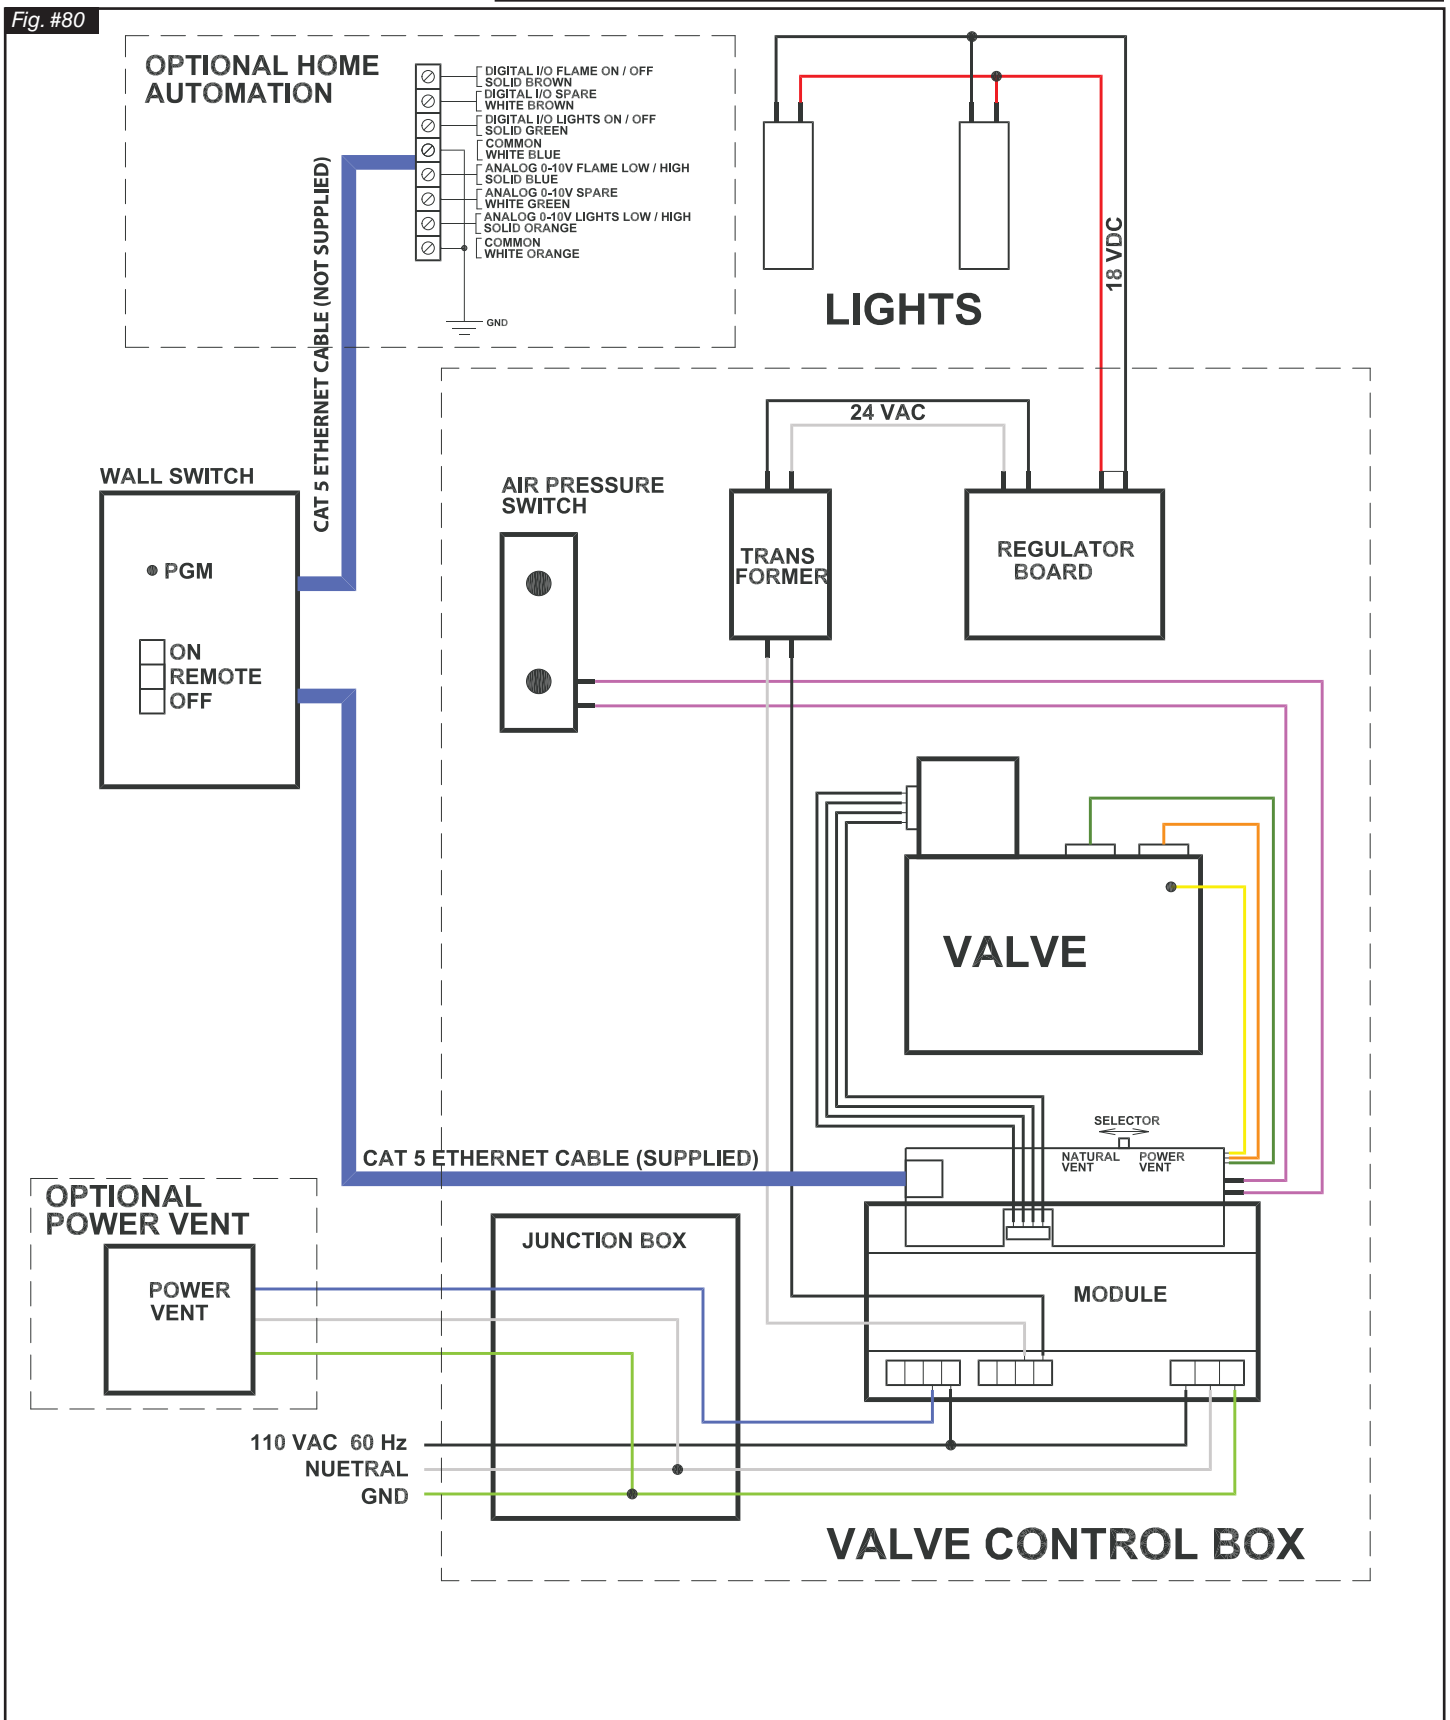 Fig. #80
OPTIONAL HOME
AUTOMATION
DIGITAL I/O FLAME ON / OFF
SOLID BROWN
DIGITAL I/O SPARE
WHITE BROWN
DIGITAL I/O LIGHTS ON / OFF
SOLID GREEN
COMMON
WHITE BLUE
ANALOG 0-10V FLAME LOW / HIGH
SOLID BLUE
ANALOG 0-10V SPARE
WHITE GREEN
ANALOG 0-10V LIGHTS LOW / HIGH
SOLID ORANGE
COMMON
WHITE ORANGE
GND
CAT 5 ETHERNET CABLE (NOT SUPPLIED)
LIGHTS
18 VDC
24 VAC
WALL SWITCH
PGM
ON
REMOTE
OFF
AIR PRESSURE
SWITCH
TRANS
FORMER
REGULATOR
BOARD
VALVE
SELECTOR
NATURAL
VENT
POWER
VENT
CAT 5 ETHERNET CABLE (SUPPLIED)
OPTIONAL
POWER VENT
POWER
VENT
JUNCTION BOX
MODULE
110 VAC 60 Hz
NUETRAL
GND
VALVE CONTROL BOX